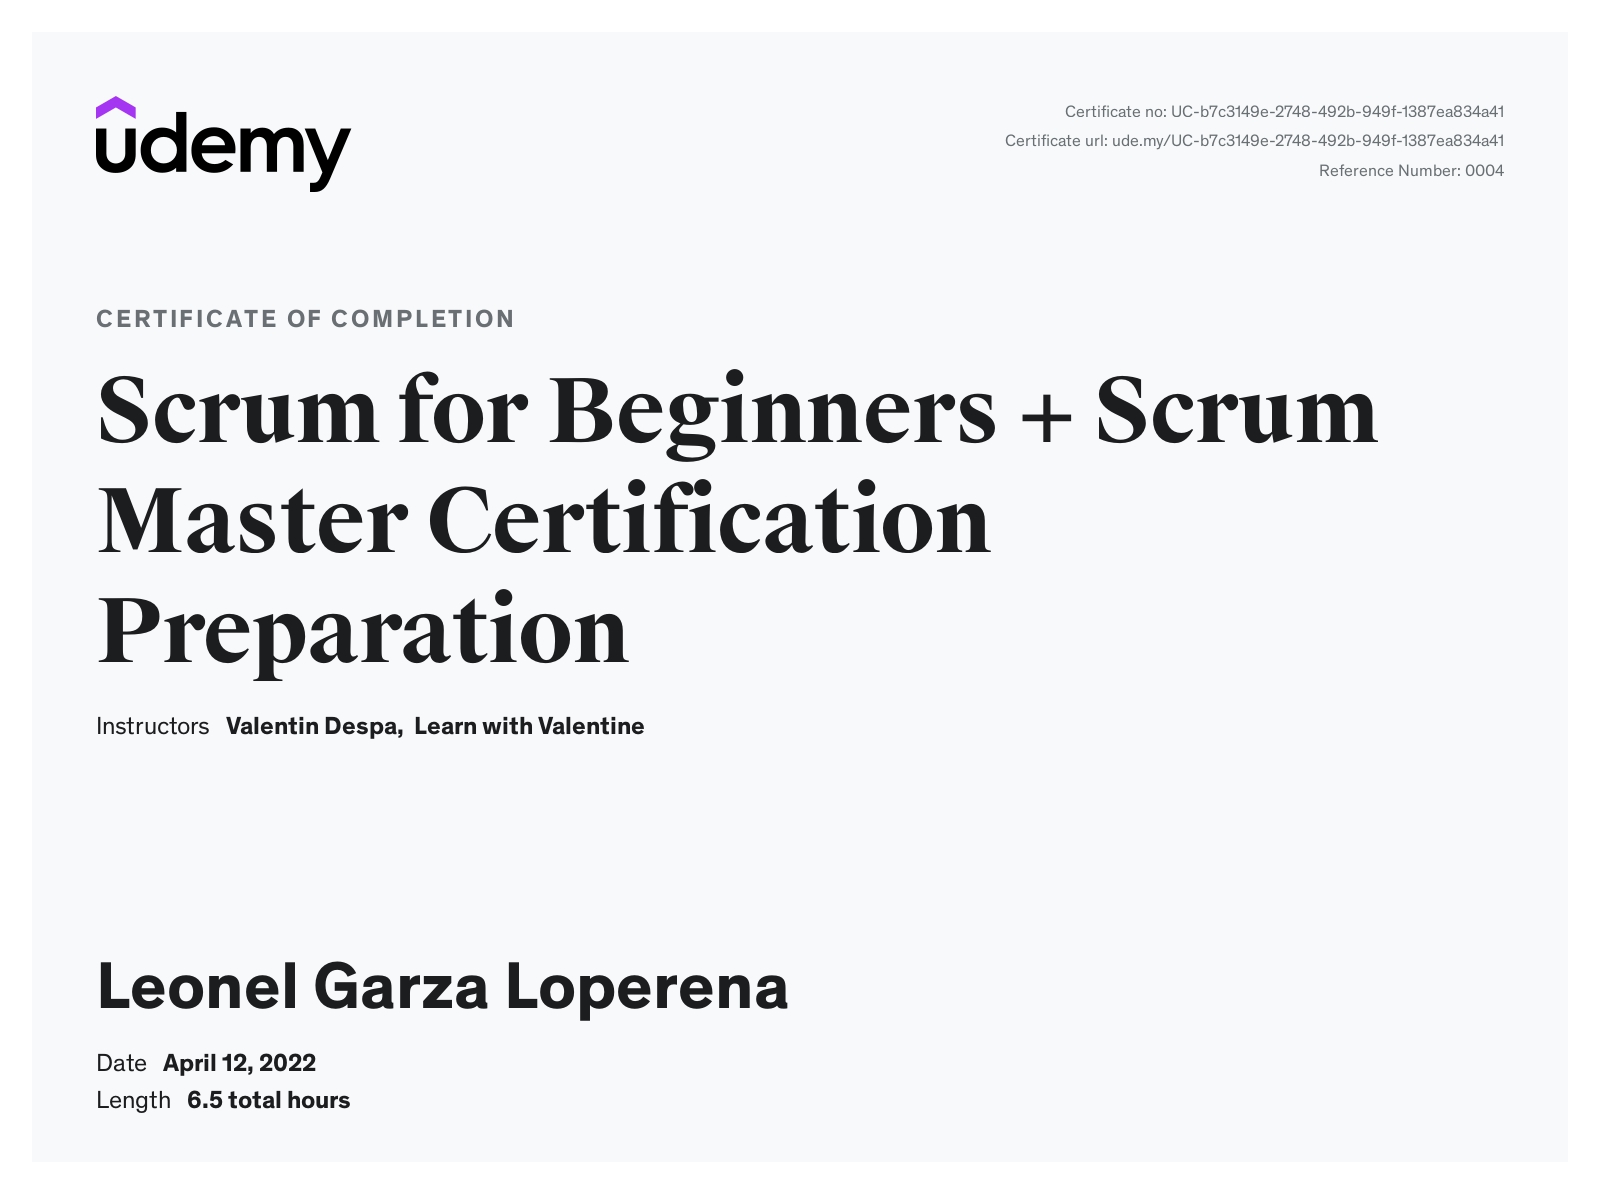 udemy
Certificate no: UC-b7c3149e-2748-492b-949f-1387ea834a41
Certificate url: ude.my/UC-b7c3149e-2748-492b-949f-1387ea834a41
Reference Number: 0004
CERTIFICATE OF COMPLETION
Scrum for Beginners + Scrum
Master Certification
Preparation
Instructors Valentin Despa, Learn with Valentine
Leonel Garza Loperena
Date April 12, 2022
Length 6.5 total hours